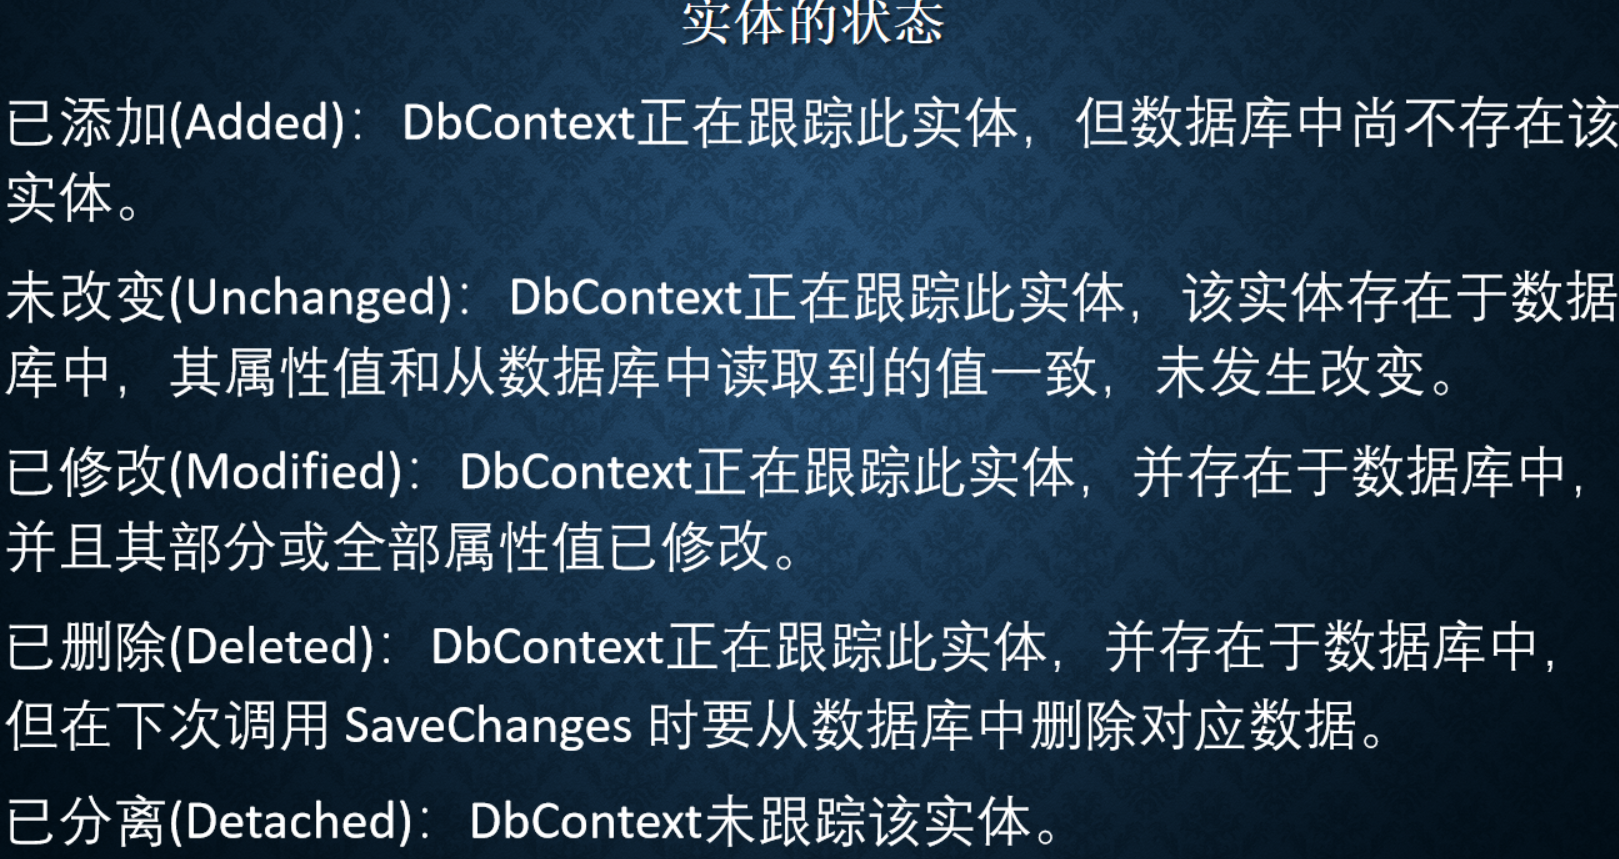 实体的状态
已添加(Added)：DbContext正在跟踪此实体，但数据库中尚不存在该
实体。
未改变(Unchanged)：DbContext正在跟踪此实体，该实体存在于数据
库中，其属性值和从数据库中读取到的值一致，未发生改变。
已修改(Modified)：DbContext正在跟踪此实体，并存在于数据库中，
并且其部分或全部属性值已修改。
已删除(Deleted)：DbContext正在跟踪此实体，并存在于数据库中，
但在下次调用 SaveChanges 时要从数据库中删除对应数据。
已分离(Detached)：DbContext未跟踪该实体。